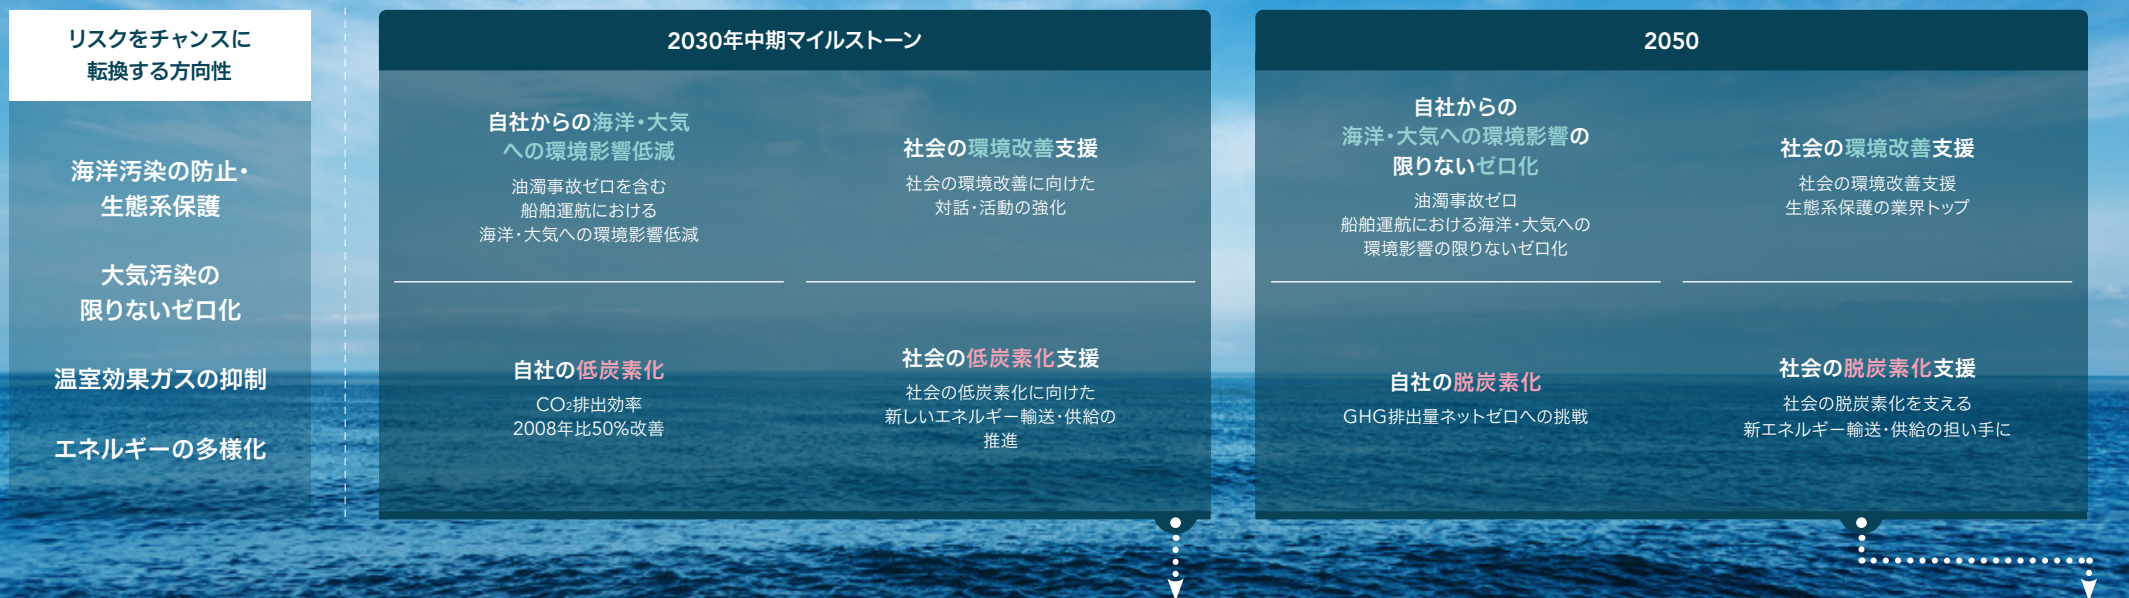 リスクをチャンスに
転換する方向性
海洋汚染の防止・
生態系保護
大気汚染の
限りないゼロ化
温室効果ガスの抑制
エネルギーの多様化
2030年中期マイルストーン
自社からの海洋・大気
への環境影響低減
油濁事故ゼロを含む
船舶運航における
海洋・大気への環境影響低減
社会の環境改善支援
社会の環境改善に向けた
対話・活動の強化
自社の低炭素化
CO₂排出効率
2008年比50%改善
社会の低炭素化支援
社会の低炭素化に向けた
新しいエネルギー輸送・供給の
推進
2050
自社からの
海洋・大気への環境影響の
限りないゼロ化
油濁事故ゼロ
船舶運航における海洋・大気への
環境影響の限りないゼロ化
社会の環境改善支援
社会の環境改善支援
生態系保護の業界トップ
自社の脱炭素化
GHG排出量ネットゼロへの挑戦
社会の脱炭素化支援
社会の脱炭素化を支える
新エネルギー輸送・供給の担い手に